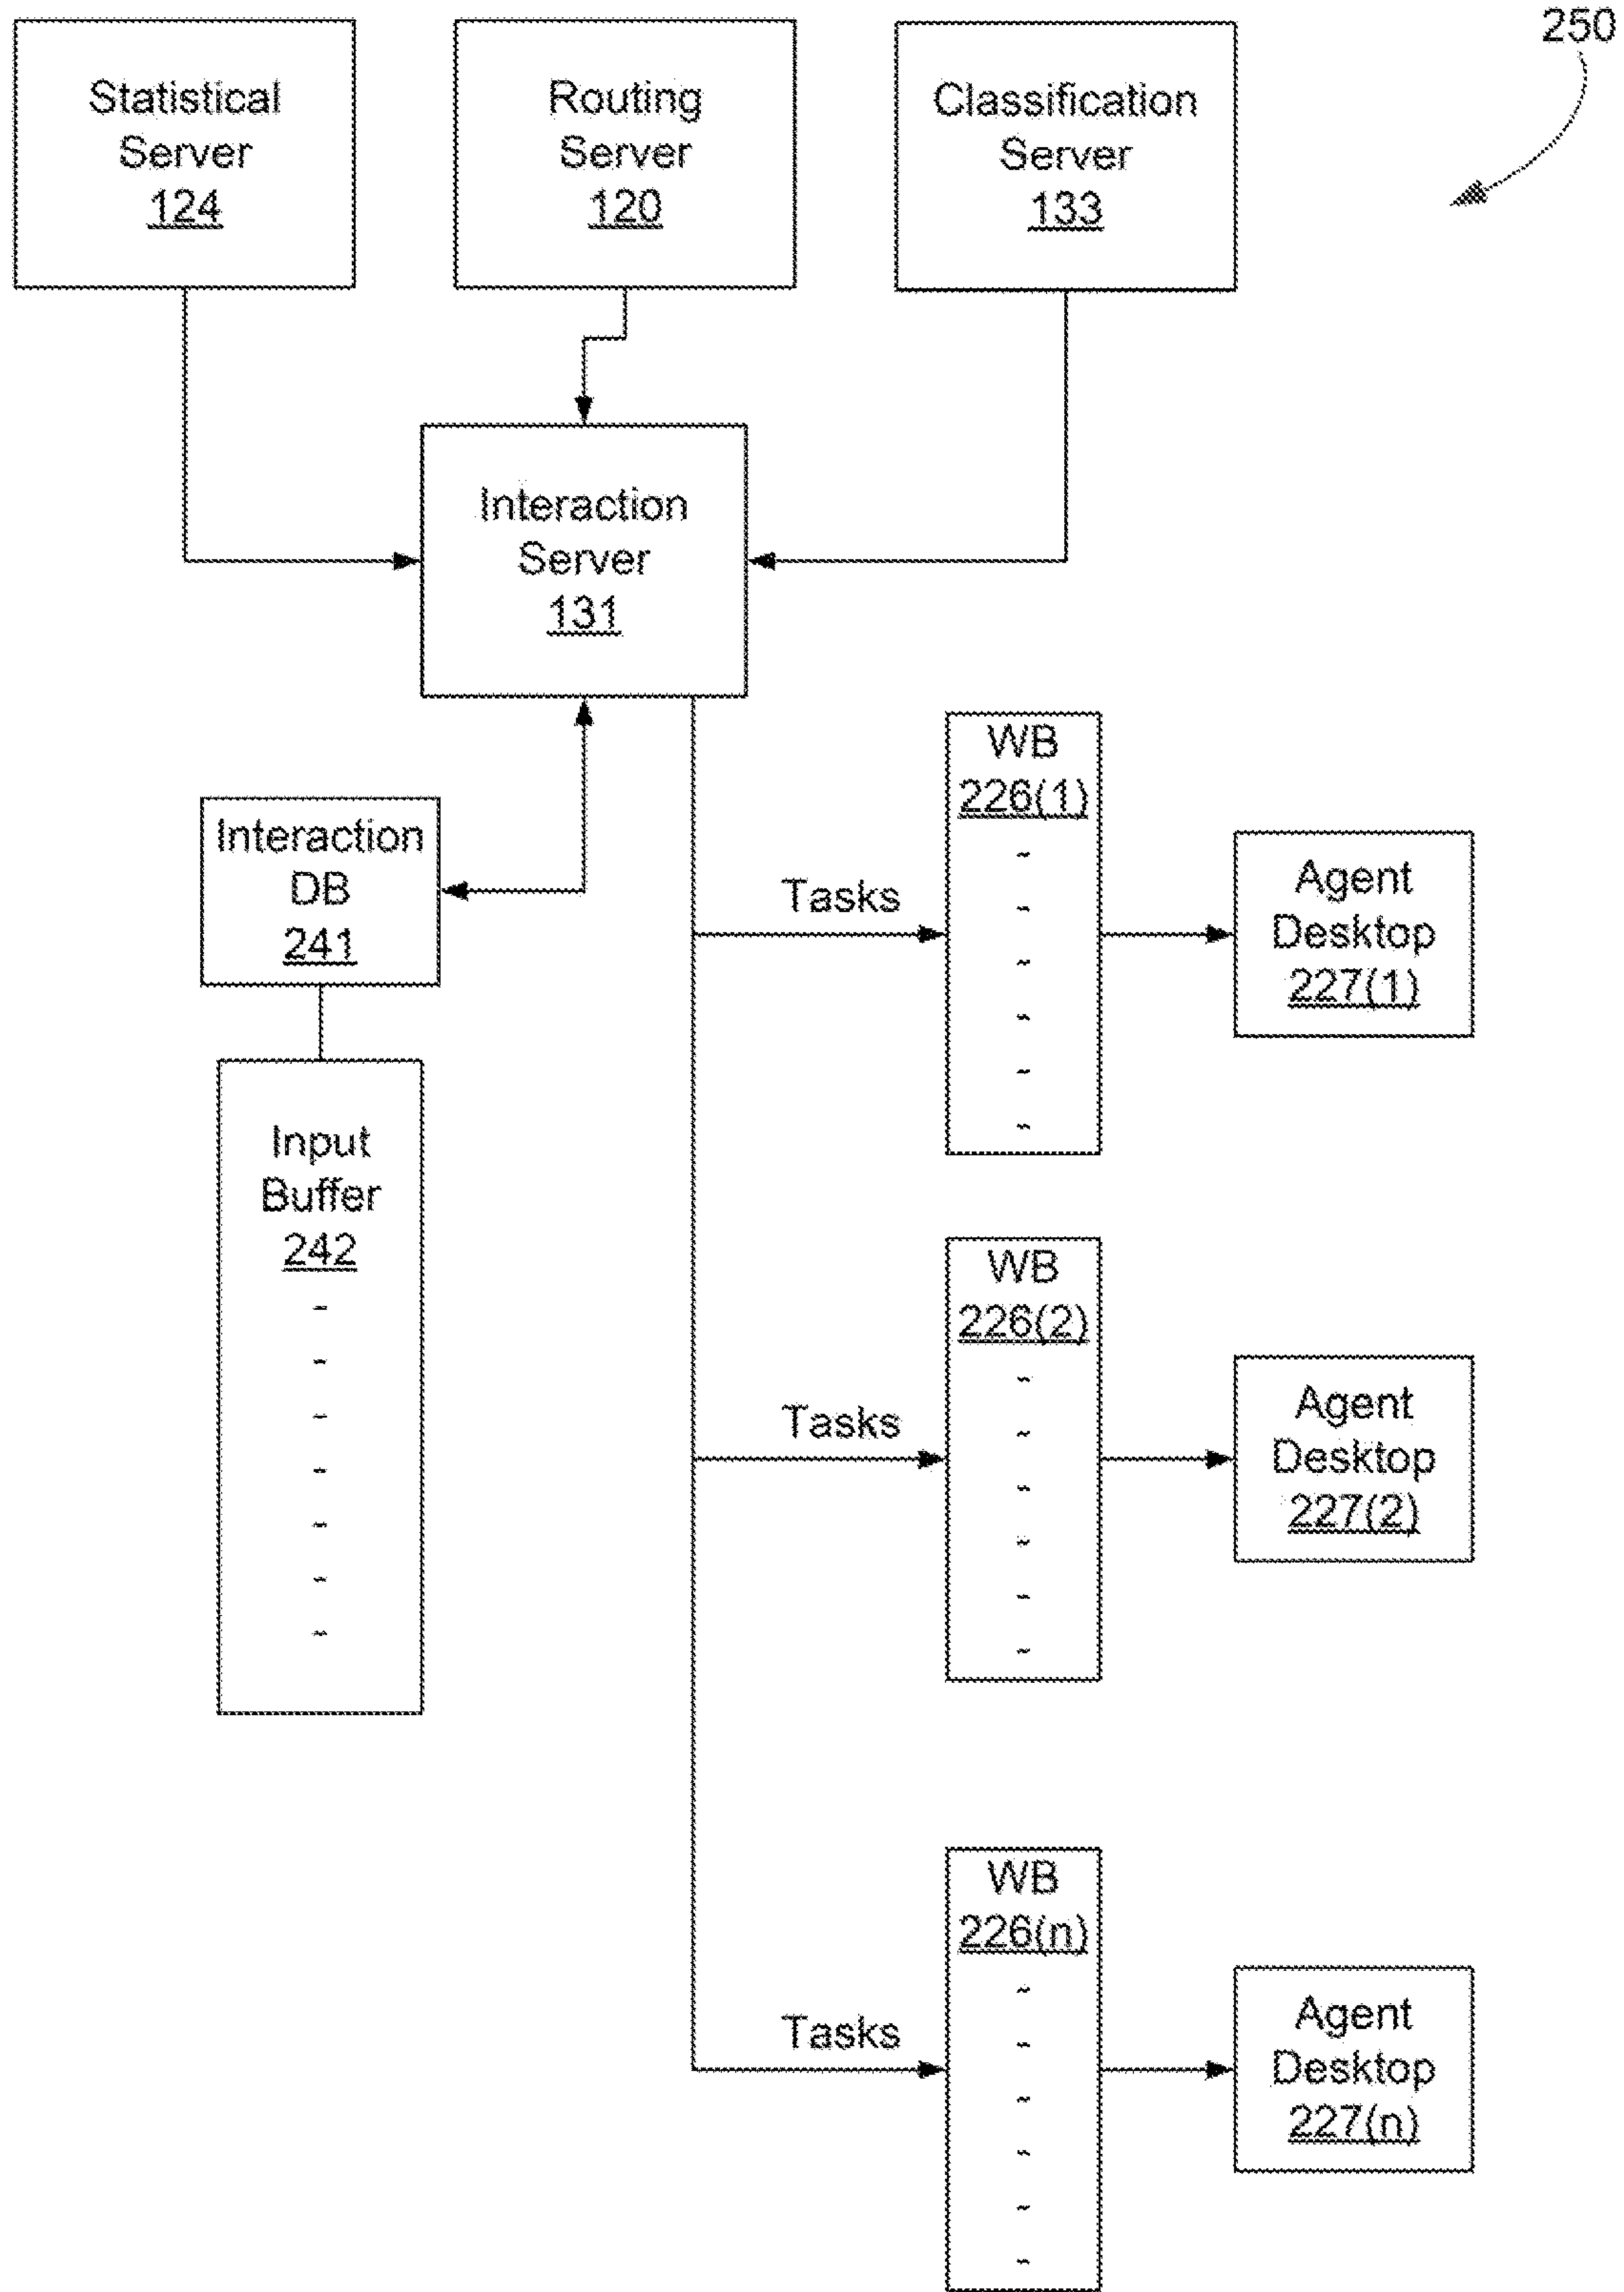 250
Statistical
Server
124
Routing
Server
120
Classification
Server
133
Interaction
Server
131
Interaction
DB
241
Input
Buffer
242
Tasks
WB
226(1)
Agent
Desktop
227(1)
Tasks
WB
226(2)
Agent
Desktop
227(2)
Tasks
WB
226(n)
Agent
Desktop
227(n)